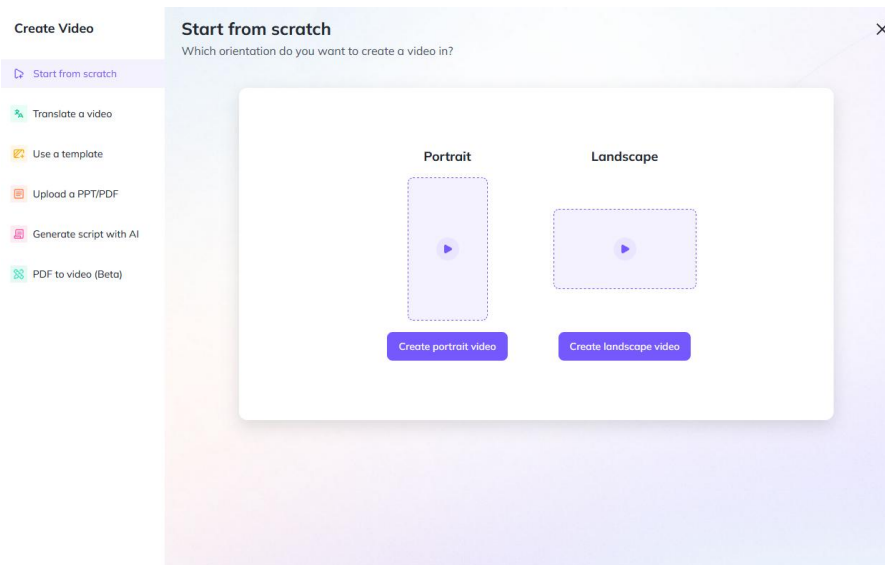 Create Video
Start from scratch
Translate a video
Use a template
Upload a PPT/PDF
Generate script with AI
PDF to video (Beta)
Start from scratch
Which orientation do you want to create a video in?
Portrait
Landscape
Create portrait video
Create landscape video